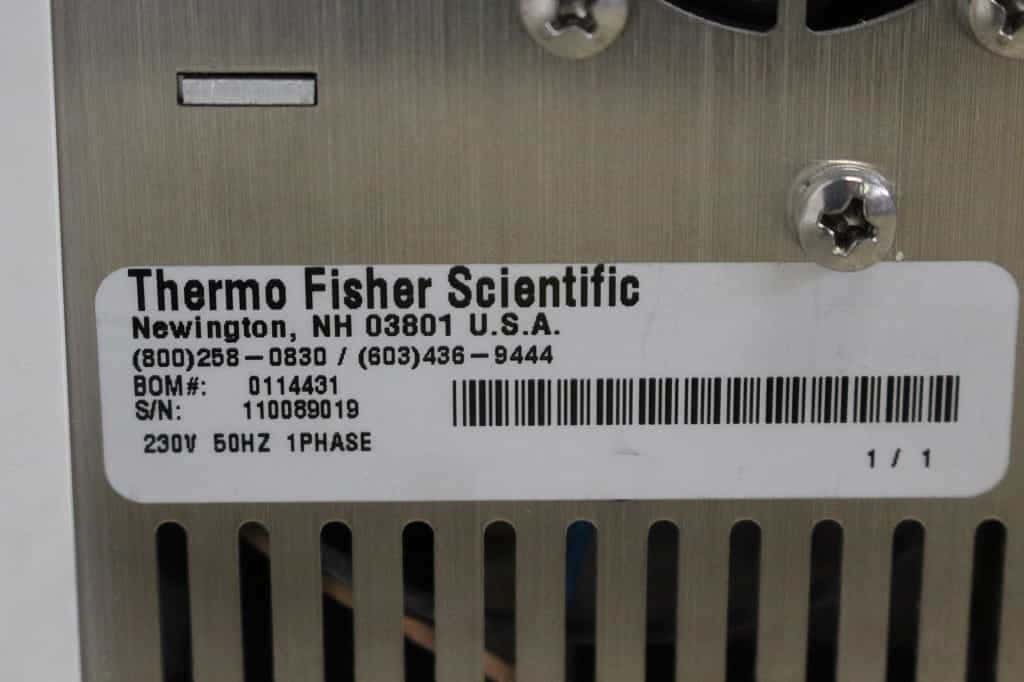 Thermo Fisher Scientific
Newington, NH 03801 U.S.A.
(800)258-0830 / (603)436-9444
BOM#: 0114431
S/N: 110089019
230V 50HZ 1PHASE
1 / 1